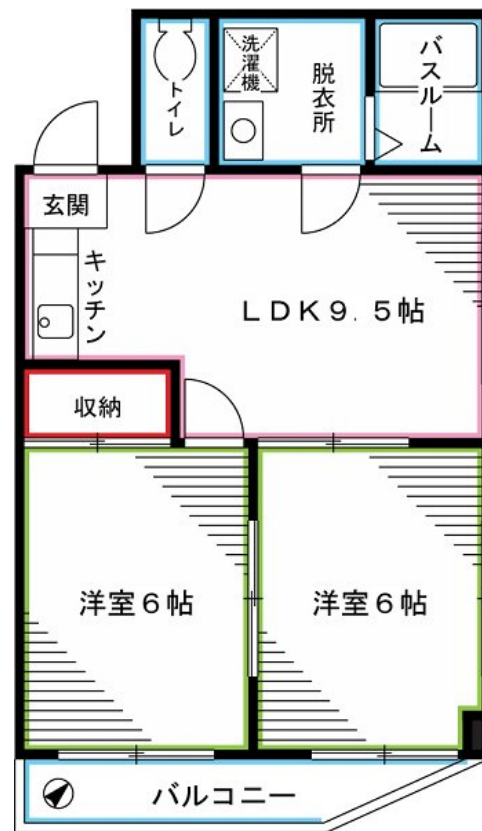 トイレ
洗濯機
脱衣所
バスルーム
玄関
キッチン
LDK9.5帖
収納
洋室6帖
洋室6帖
バルコニー